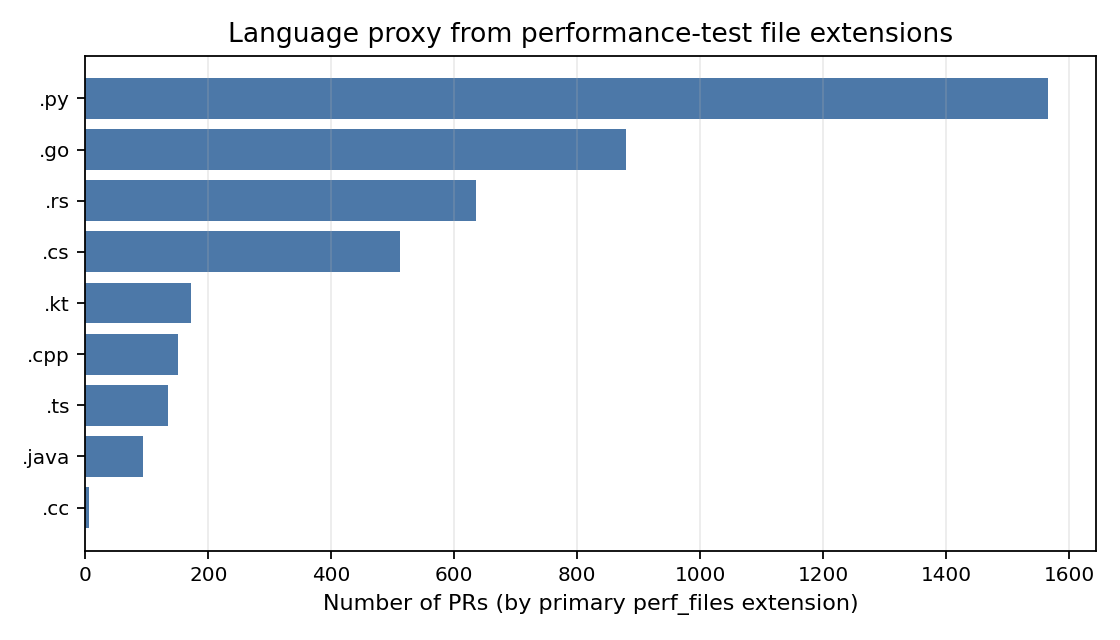 Language proxy from performance-test file extensions
.py
.go
.rs
.cs
.kt
.cpp
.ts
.java
.cc
0 200 400 600 800 1000 1200 1400 1600
Number of PRs (by primary perf_files extension)